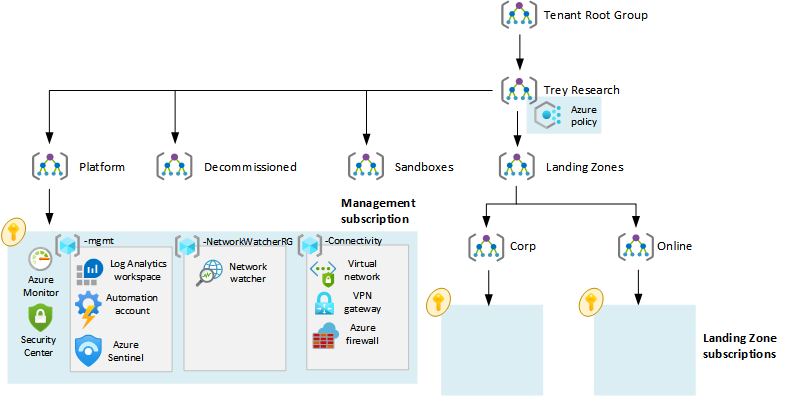 Tenant Root Group
Trey Research
Azure
policy
Platform
Decommissioned
Sandboxes
Landing Zones
Management
subscription
-mgmt
-NetworkWatcherRG
-Connectivity
Corp
Online
Azure
Monitor
Security
Center
Log Analytics
workspace
Automation
account
Azure
Sentinel
Network
watcher
Virtual
network
VPN
gateway
Azure
firewall
Landing Zone
subscriptions